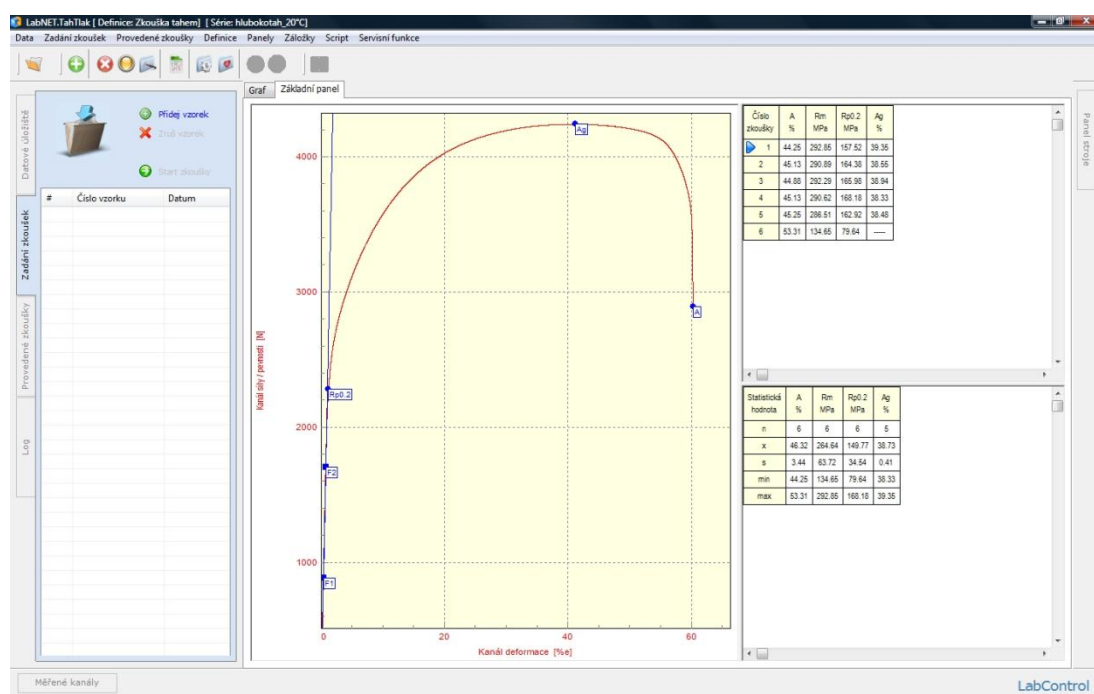 LabNET.TahTlak [ Definice: Zkouška tahem] [ Série: hlubokotah_20°C]
Data Zadání zkoušek Provedené zkoušky Definice Panely Záložky Script Servisní funkce
Graf Základní panel
Datové úložiště
Zadání zkoušek
Provedené zkoušky
Log
Přidej vzorek
Zruš vzorek
Start zkoušky
# Číslo vzorku Datum
Kanál síly / pevnosti [N]
4000
3000
2000
1000
Ag
A
Rp0.2
F2
F1
0 20 40 60
Kanál deformace [%e]
Číslo zkoušky A % Rm MPa Rp0.2 MPa Ag %
1 44.25 292.85 157.52 39.35
2 45.13 290.89 164.38 38.55
3 44.88 292.29 165.98 38.94
4 45.13 290.62 168.18 38.33
5 45.25 286.51 162.92 38.48
6 53.31 134.65 79.64 ----
Statistická hodnota A % Rm MPa Rp0.2 MPa Ag %
n 6 6 6 5
x 46.32 264.64 149.77 38.73
s 3.44 63.72 34.54 0.41
min 44.25 134.65 79.64 38.33
max 53.31 292.85 168.18 39.35
Panel stroje
Měřené kanály
LabControl